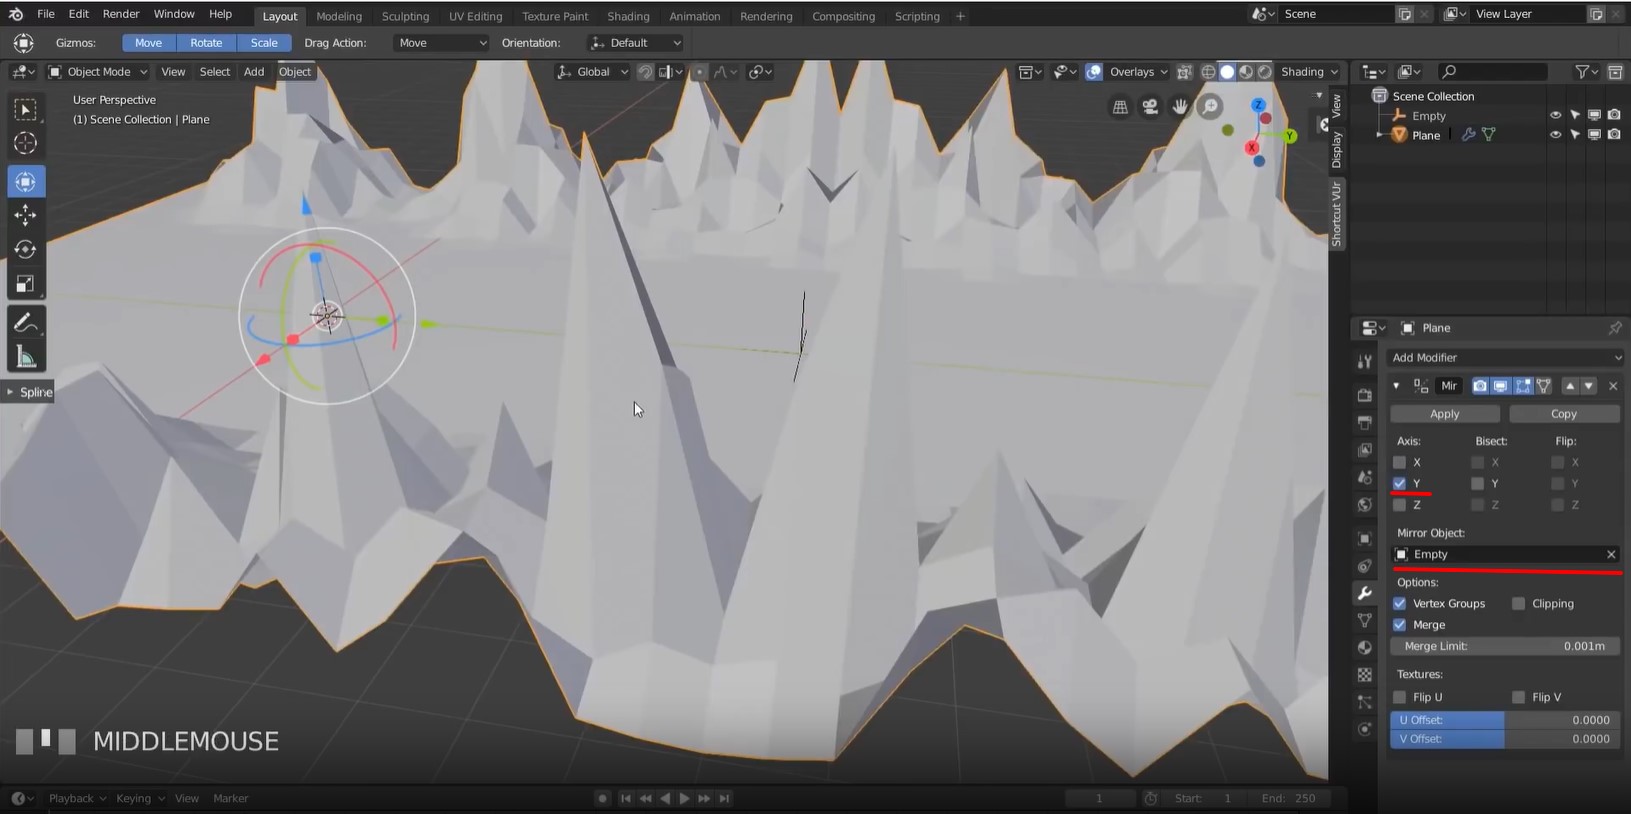 File Edit Render Window Help Layout Modeling Sculpting UV Editing Texture Paint Shading Animation Rendering Compositing Scripting + Scene View Layer
Gizmos: Move Rotate Scale Drag Action: Move Orientation: Default
Object Mode View Select Add Object Global Overlays Shading
User Perspective
(1) Scene Collection | Plane
Z
Y
X
View
Display
Shortcut VUr
Spline
Scene Collection
Empty
Plane
Plane
Add Modifier
Mir
Apply Copy
Axis: Bisect: Flip:
X X X
Y Y Y
Z Z Z
Mirror Object:
Empty
Options:
Vertex Groups Clipping
Merge
Merge Limit: 0.001m
Textures:
Flip U Flip V
U Offset: 0.0000
V Offset: 0.0000
MIDDLEMOUSE
Playback Keying View Marker 1 Start: 1 End: 250